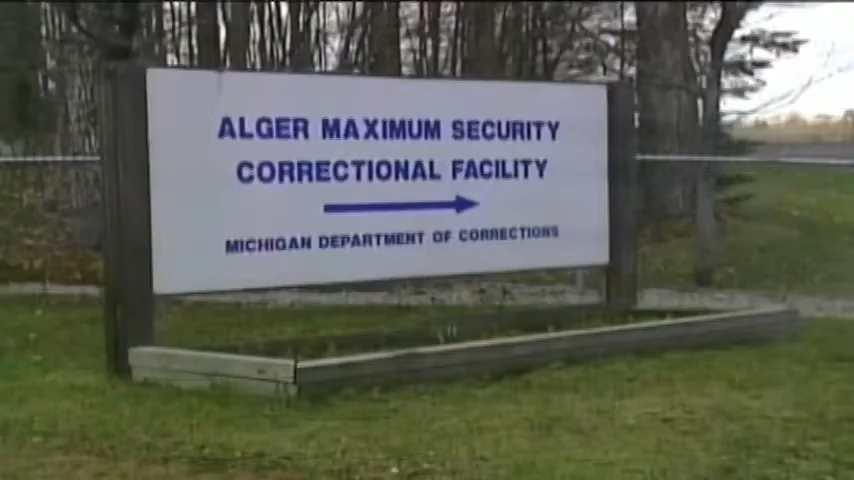 ALGER MAXIMUM SECURITY
CORRECTIONAL FACILITY
MICHIGAN DEPARTMENT OF CORRECTIONS